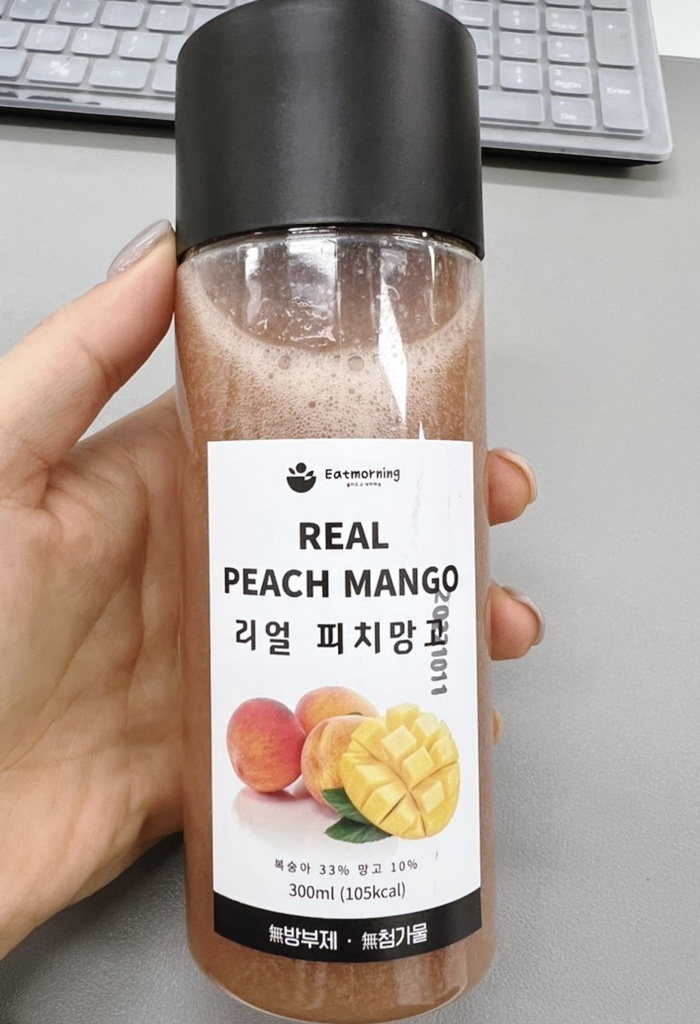 Eatmorning
REAL
PEACH MANGO
리얼 피치망고
복숭아 33% 망고 10%
300ml (105kcal)
無방부제 · 無첨가물
Enter